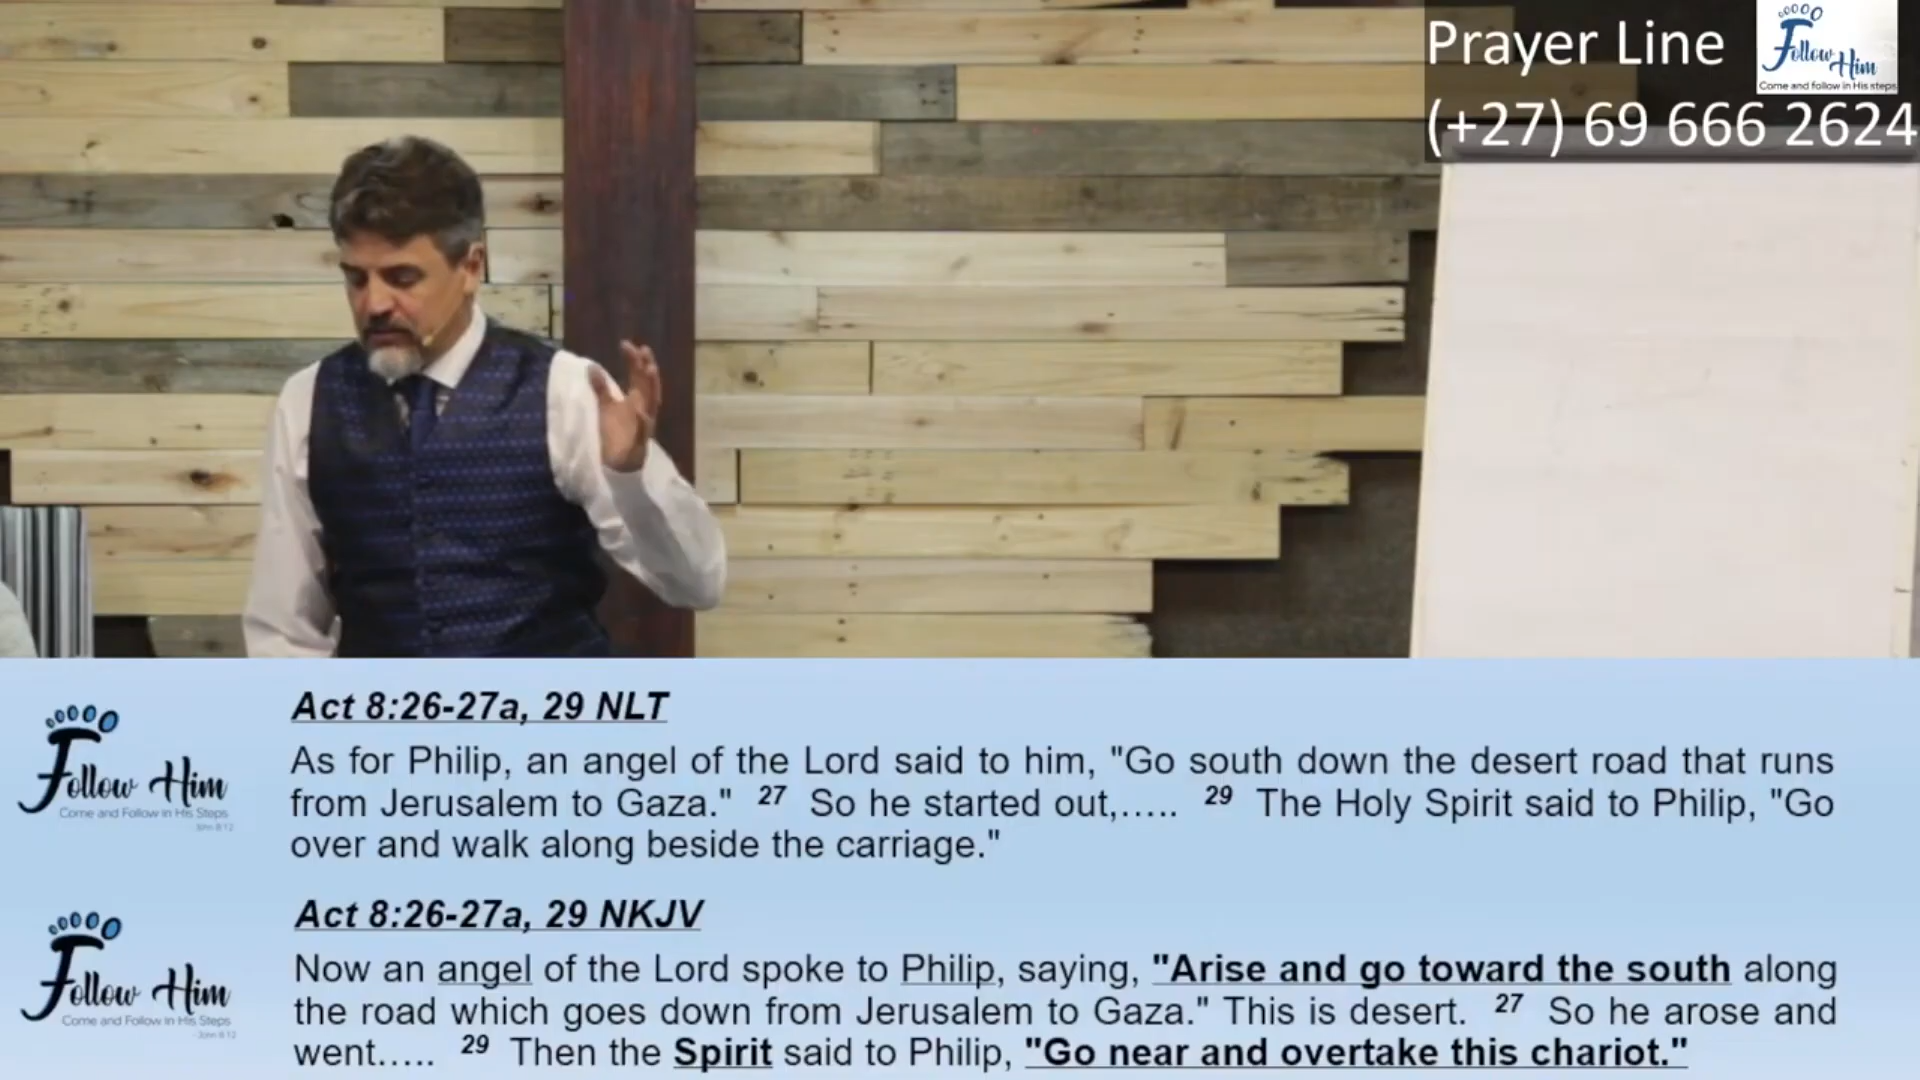 Prayer Line
Follow Him
Come and follow in His steps
(+27) 69 666 2624
Act 8:26-27a, 29 NLT
As for Philip, an angel of the Lord said to him, "Go south down the desert road that runs
from Jerusalem to Gaza." 27 So he started out,..... 29 The Holy Spirit said to Philip, "Go
over and walk along beside the carriage."
Follow Him
Come and Follow in His Steps
John 8:12
Act 8:26-27a, 29 NKJV
Now an angel of the Lord spoke to Philip, saying, "Arise and go toward the south along
the road which goes down from Jerusalem to Gaza." This is desert. 27 So he arose and
went..... 29 Then the Spirit said to Philip, "Go near and overtake this chariot."
Follow Him
Come and Follow in His Steps
- John 8:12